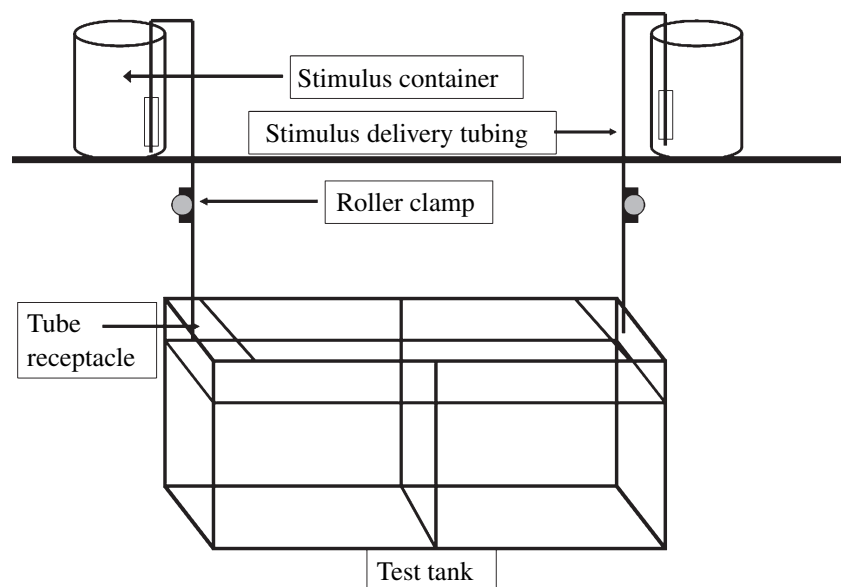 Stimulus container
Stimulus delivery tubing
Roller clamp
Tube
receptacle
Test tank